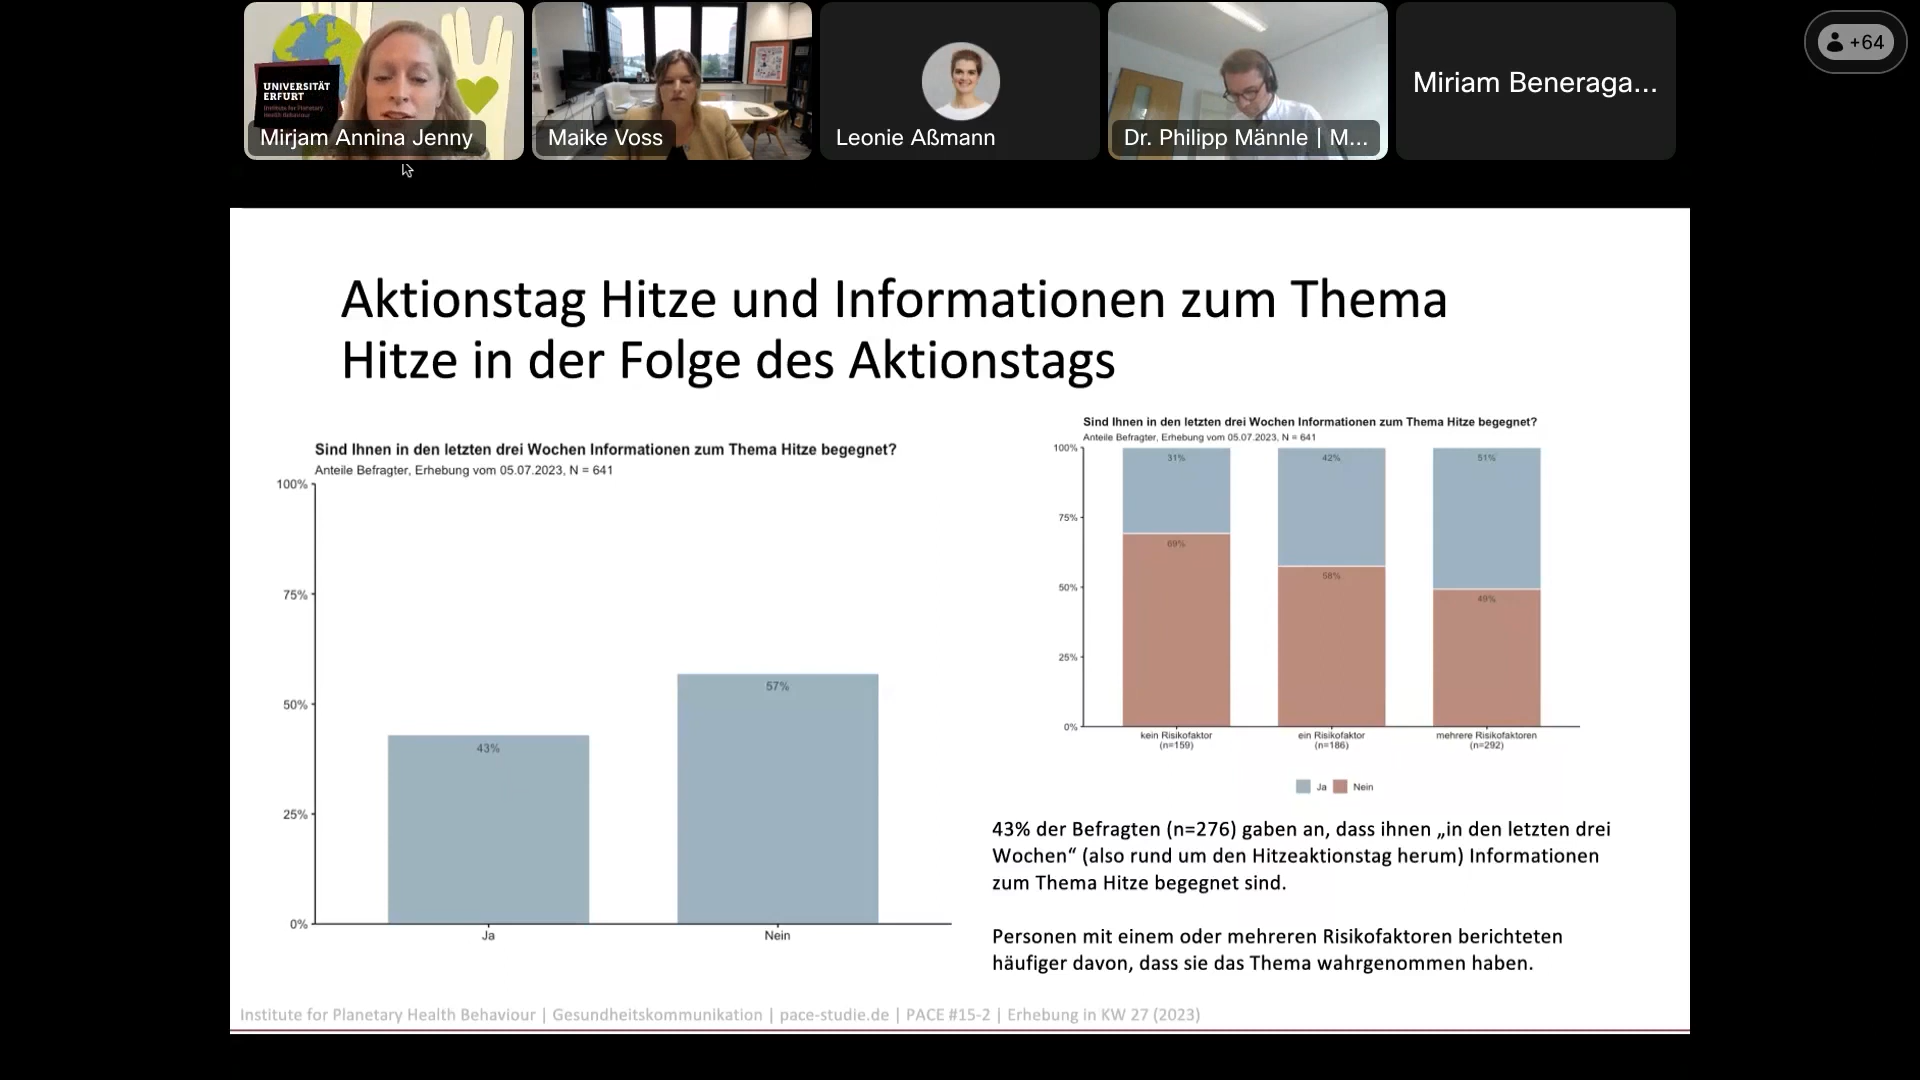 UNIVERSITÄT
ERFURT
Institute for Planetary
Health Behaviour
Mirjam Annina Jenny
Maike Voss
Leonie Aßmann
Dr. Philipp Männle | M...
Miriam Beneraga...
+64
Aktionstag Hitze und Informationen zum Thema
Hitze in der Folge des Aktionstags
Sind Ihnen in den letzten drei Wochen Informationen zum Thema Hitze begegnet?
Anteile Befragter, Erhebung vom 05.07.2023, N = 641
100%
75%
50%
25%
0%
43%
57%
Ja
Nein
Sind Ihnen in den letzten drei Wochen Informationen zum Thema Hitze begegnet?
Anteile Befragter, Erhebung vom 05.07.2023, N = 641
100%
75%
50%
25%
0%
31%
42%
51%
69%
58%
49%
kein Risikofaktor
(n=159)
ein Risikofaktor
(n=186)
mehrere Risikofaktoren
(n=292)
Ja
Nein
43% der Befragten (n=276) gaben an, dass ihnen „in den letzten drei
Wochen“ (also rund um den Hitzeaktionstag herum) Informationen
zum Thema Hitze begegnet sind.
Personen mit einem oder mehreren Risikofaktoren berichteten
häufiger davon, dass sie das Thema wahrgenommen haben.
Institute for Planetary Health Behaviour | Gesundheitskommunikation | pace-studie.de | PACE #15-2 | Erhebung in KW 27 (2023)